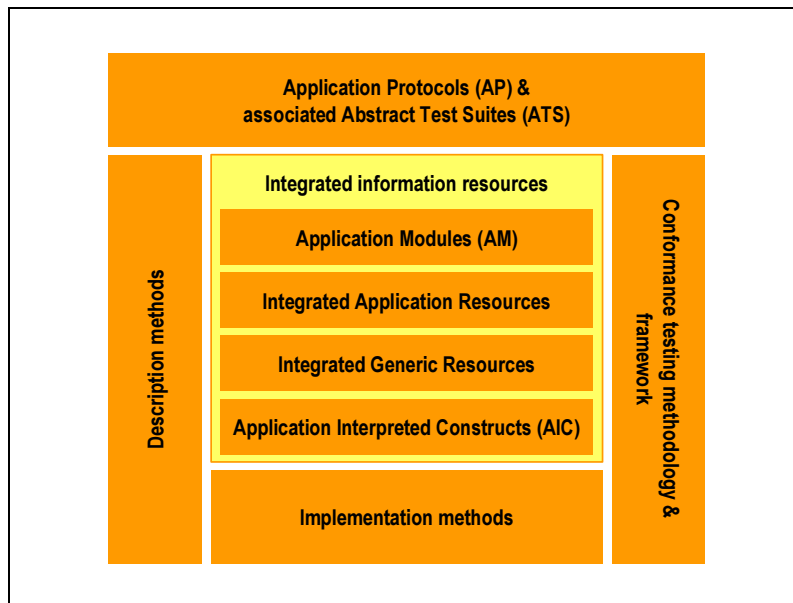 Application Protocols (AP) &
associated Abstract Test Suites (ATS)
Description methods
Integrated information resources
Application Modules (AM)
Integrated Application Resources
Integrated Generic Resources
Application Interpreted Constructs (AIC)
Implementation methods
Conformance testing methodology &
framework